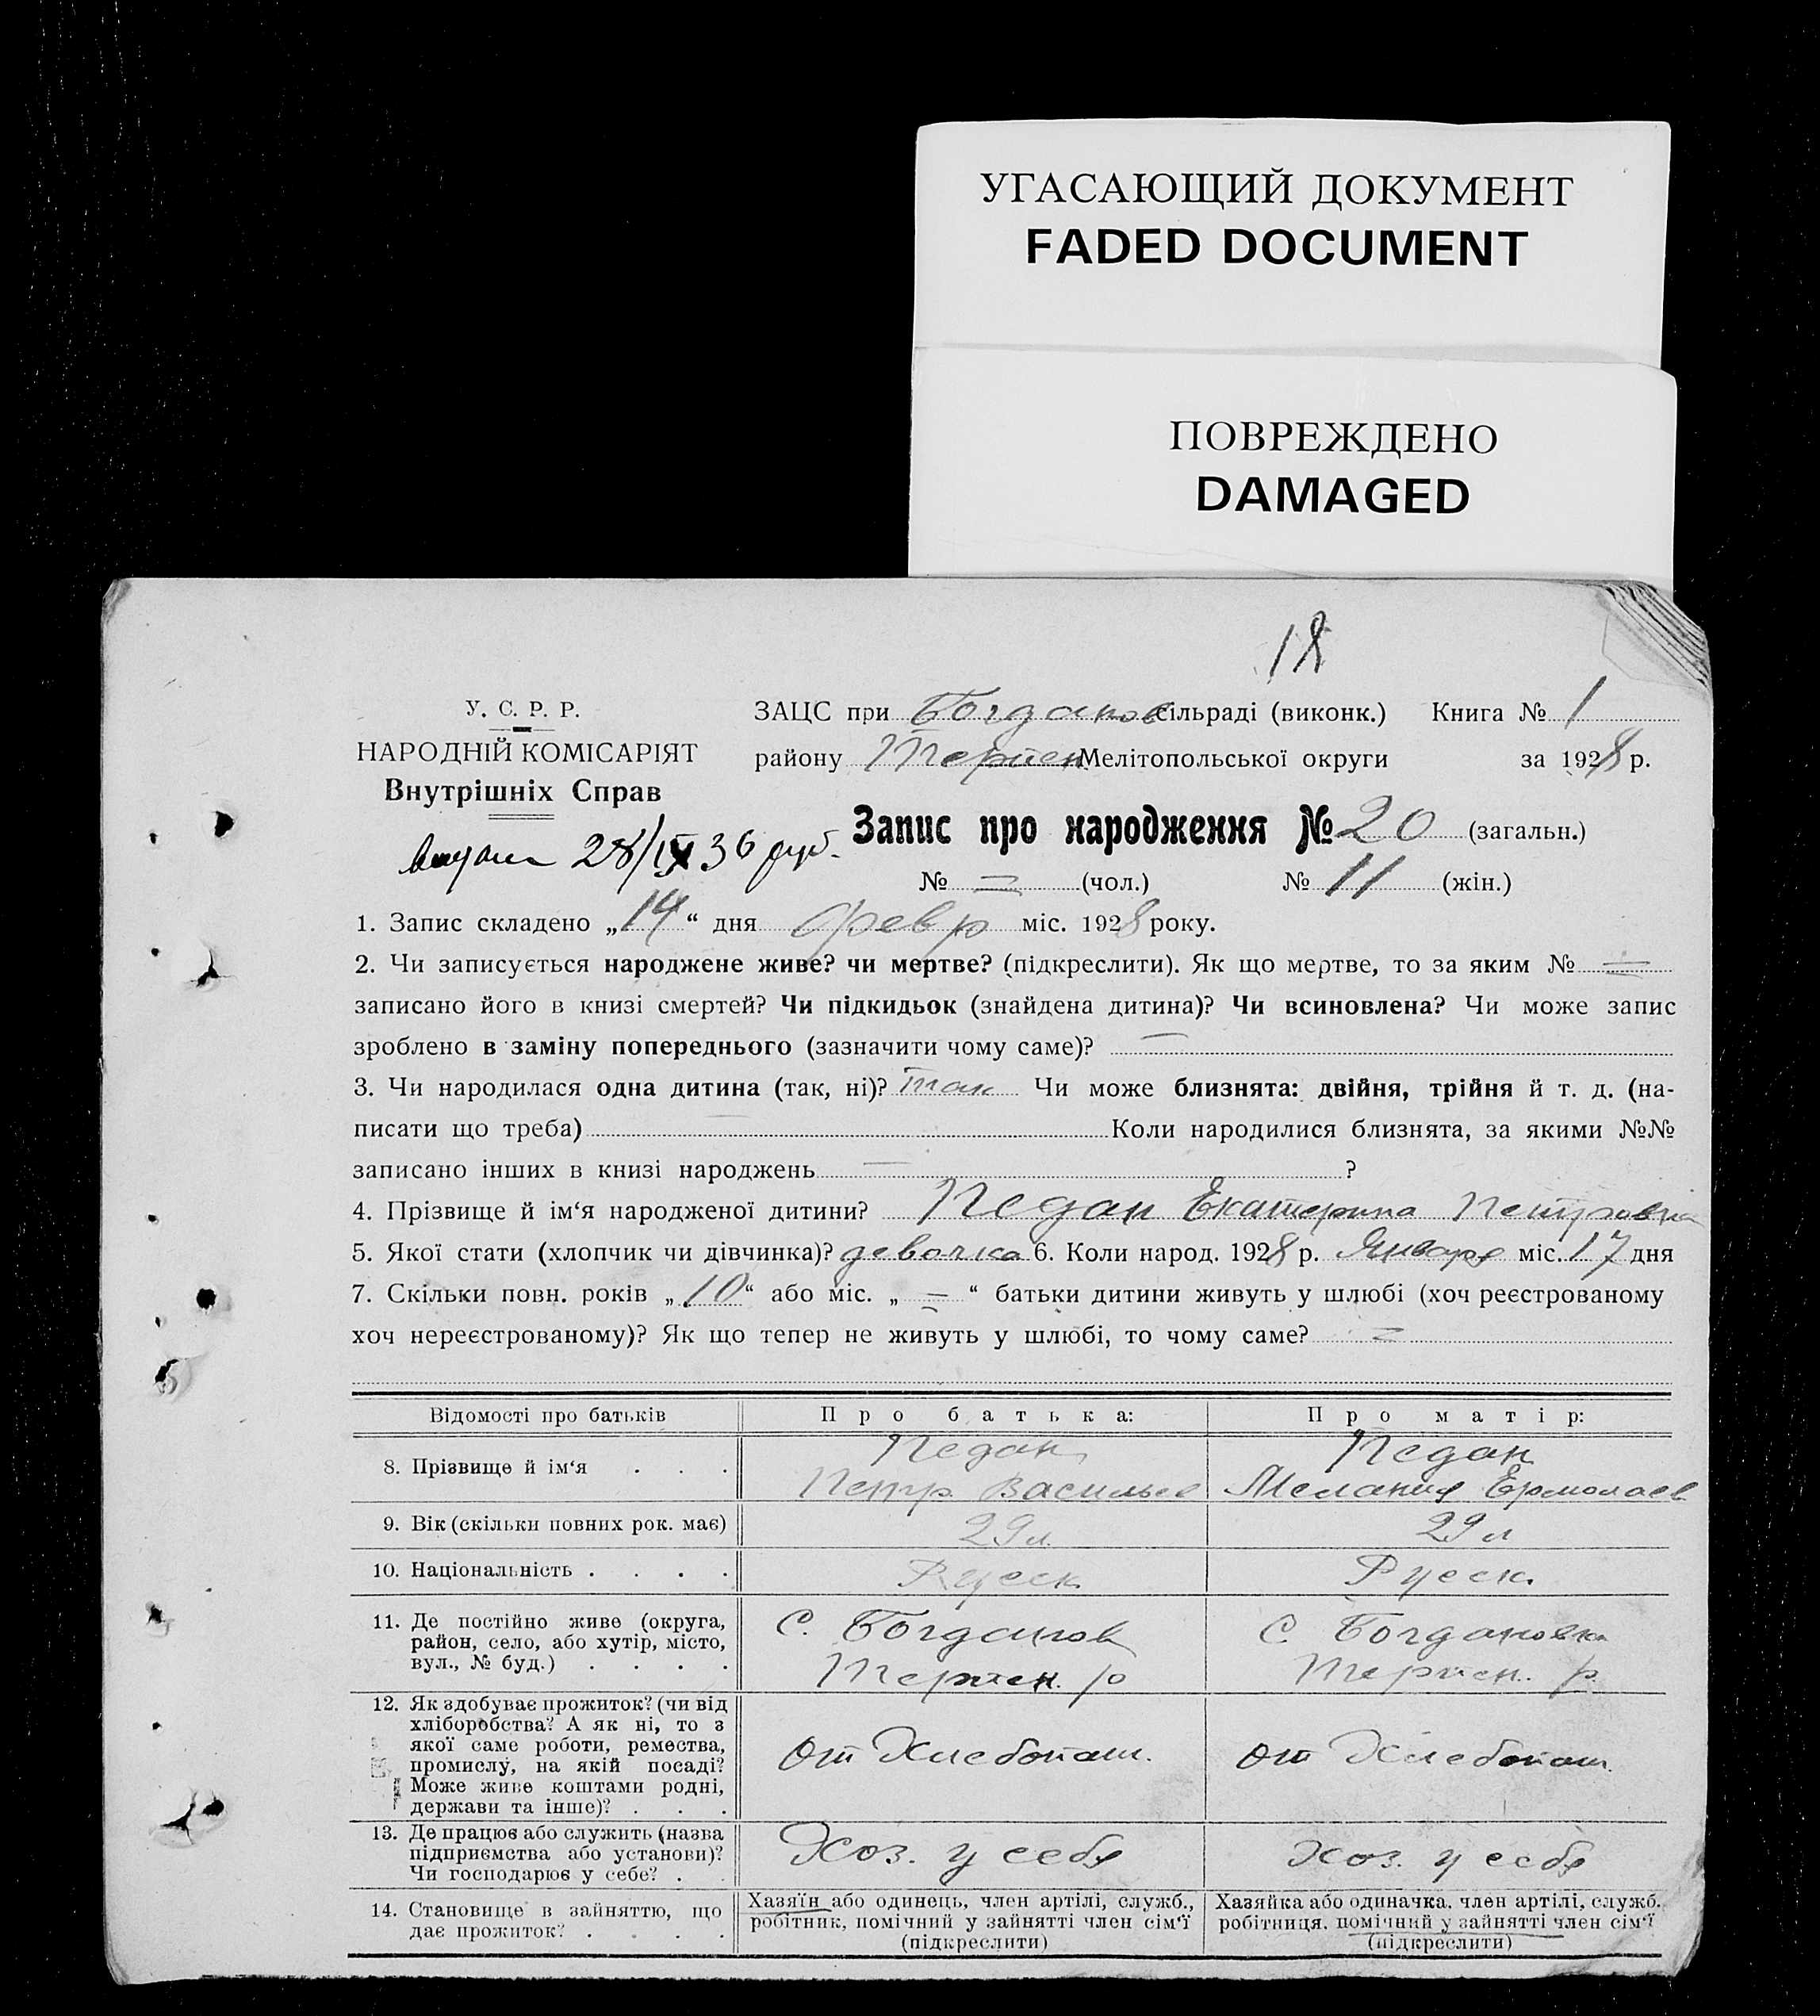 УГАСАЮЩИЙ ДОКУМЕНТ
FADED DOCUMENT
ПОВРЕЖДЕНО
DAMAGED
18
У. С. Р. Р.
НАРОДНІЙ КОМІСАРІЯТ
Внутрішніх Справ
28/IX 36
ЗАЦС при Богданов сільраді (виконк.) Книга № 1
району Терпен Мелітопольської округи за 1928 р.
Запис про народження № 20 (загальн.)
№ = (чол.) № 11 (жін.)
1. Запис складено „14“ дня февр міс. 1928 року.
2. Чи записується народжене живе? чи мертве? (підкреслити). Як що мертве, то за яким № —
записано його в книзі смертей? Чи підкидьок (знайдена дитина)? Чи всиновлена? Чи може запис
зроблено в заміну попереднього (зазначити чому саме)? —
3. Чи народилася одна дитина (так, ні)? так Чи може близнята: двійня, трійня й т. д. (на-
писати що треба) — Коли народилися близнята, за якими №№
записано інших в книзі народжень — ?
4. Прізвище й ім‘я народженої дитини? Педан Екатерина Петровна
5. Якої стати (хлопчик чи дівчинка)? девочка 6. Коли народ. 1928 р. Января міс. 17 дня
7. Скільки повн. років „10“ або міс. „ = “ батьки дитини живуть у шлюбі (хоч реєстрованому
хоч нереєстрованому)? Як що тепер не живуть у шлюбі, то чому саме? =
Відомості про батьків Про батька: Про матір:
8. Прізвище й ім‘я . . . Педан Петр Васильев Педан Мелания Ермолаев
9. Вік (скільки повних рок. має) 29 л. 29 л
10. Національність . . . . Русск Русск
11. Де постійно живе (округа,
район, село, або хутір, місто,
вул., № буд.) . . . .
С. Богданов
Терпен. р
С. Богдановка
Терпен. р.
12. Як здобуває прожиток? (чи від
хліборобства? А як ні, то з
якої саме роботи, ремества,
промислу, на якій посаді?
Може живе коштами родні,
держави та інше)? . . .
от Хлебопаш.
от Хлебопаш.
13. Де працює або служить (назва
підприємства або установи)?
Чи господарює у себе? . .
Хоз. у себя
Хоз. у себя
14. Становище в зайняттю, що
дає прожиток? . . . .
Хазяїн або одинець, член артілі, служб.,
робітник, помічний у зайнятті член сім‘ї
(підкреслити)
Хазяйка або одиначка, член артілі, служб.
робітниця, помічний у зайнятті член сім‘ї
(підкреслити)